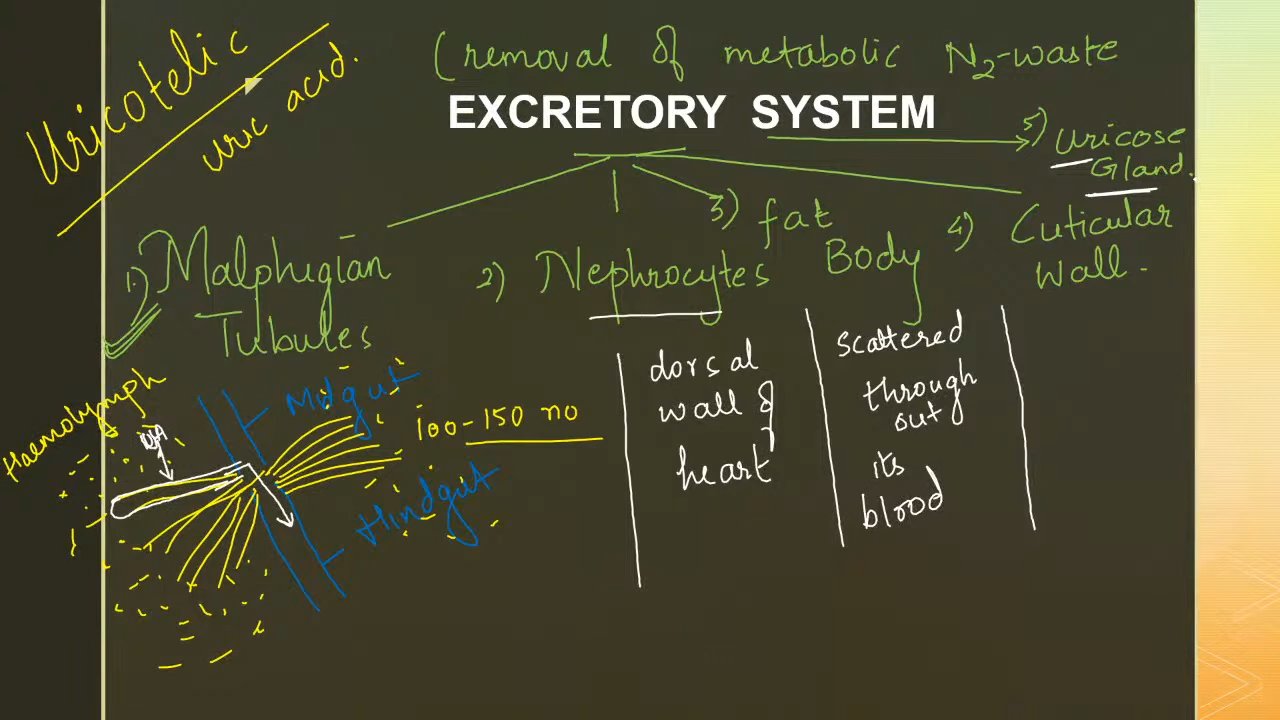 Uricotelic
uric acid.
(removal of metabolic N2-waste
EXCRETORY SYSTEM
5) Uricose
Gland.
1.) Malphigian
Tubules
2) Nephrocytes
3) fat
Body
4) Cuticular
Wall.
Haemolymph
UA
Midgut
100-150 no
Hindgut
dorsal
wall of
heart
scattered
through
out
its
blood